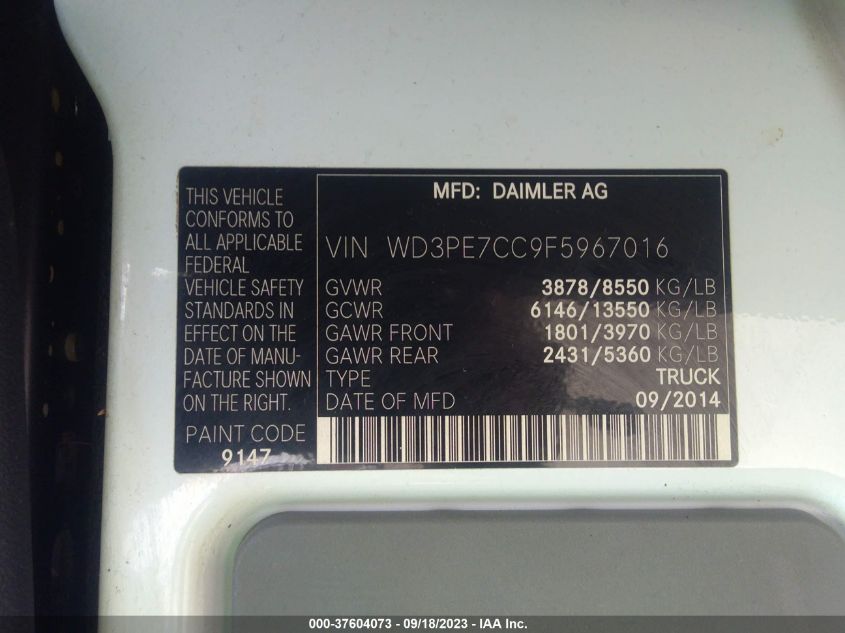 THIS VEHICLE
CONFORMS TO
ALL APPLICABLE
FEDERAL
VEHICLE SAFETY
STANDARDS IN
EFFECT ON THE
DATE OF MANU-
FACTURE SHOWN
ON THE RIGHT.
PAINT CODE
9147
MFD: DAIMLER AG
VIN WD3PE7CC9F5967016
GVWR 3878/8550 KG/LB
GCWR 6146/13550 KG/LB
GAWR FRONT 1801/3970 KG/LB
GAWR REAR 2431/5360 KG/LB
TYPE TRUCK
DATE OF MFD 09/2014
000-37604073 - 09/18/2023 - IAA Inc.